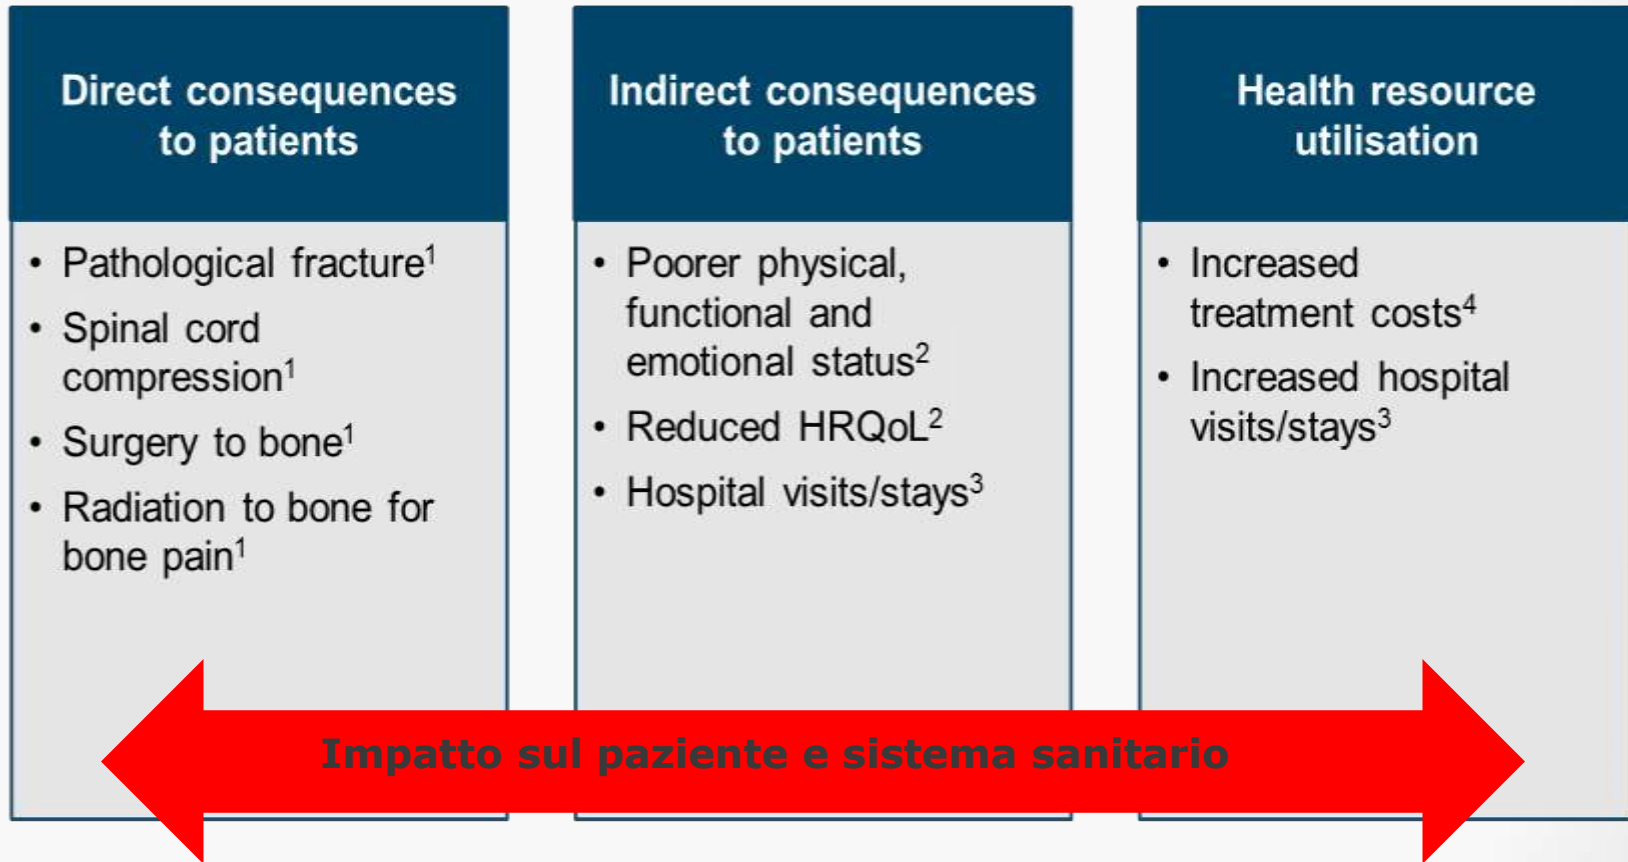 Direct consequences
to patients
• Pathological fracture¹
• Spinal cord
compression¹
• Surgery to bone¹
• Radiation to bone for
bone pain¹
Indirect consequences
to patients
• Poorer physical,
functional and
emotional status²
• Reduced HRQoL²
• Hospital visits/stays³
Health resource
utilisation
• Increased
treatment costs⁴
• Increased hospital
visits/stays³
Impatto sul paziente e sistema sanitario